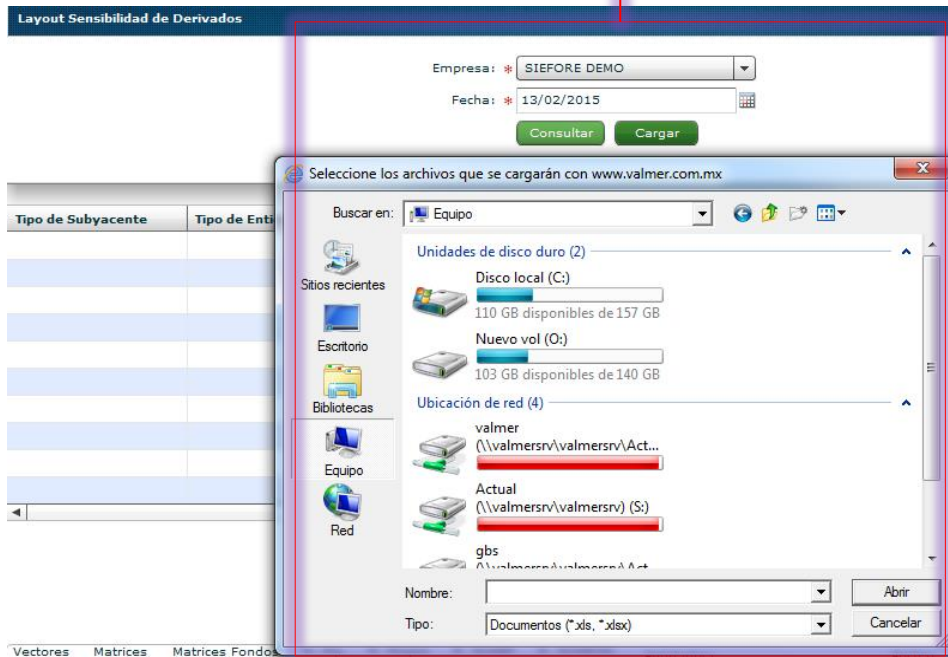 Layout Sensibilidad de Derivados
Empresa: * SIEFORE DEMO
Fecha: * 13/02/2015
Consultar Cargar
Seleccione los archivos que se cargarán con www.valmer.com.mx
Tipo de Subyacente Tipo de Enti
Buscar en: Equipo
Sitios recientes
Escritorio
Bibliotecas
Equipo
Red
Unidades de disco duro (2)
Disco local (C:)
110 GB disponibles de 157 GB
Nuevo vol (O:)
103 GB disponibles de 140 GB
Ubicación de red (4)
valmer
(\\valmersrv\valmersrv\Act...
Actual
(\\valmersrv\valmersrv) (S:)
gbs
(\\valmersrv\valmersrv\Act
Nombre: Abrir
Tipo: Documentos (*.xls, *.xlsx) Cancelar
Vectores Matrices Matrices Fondos